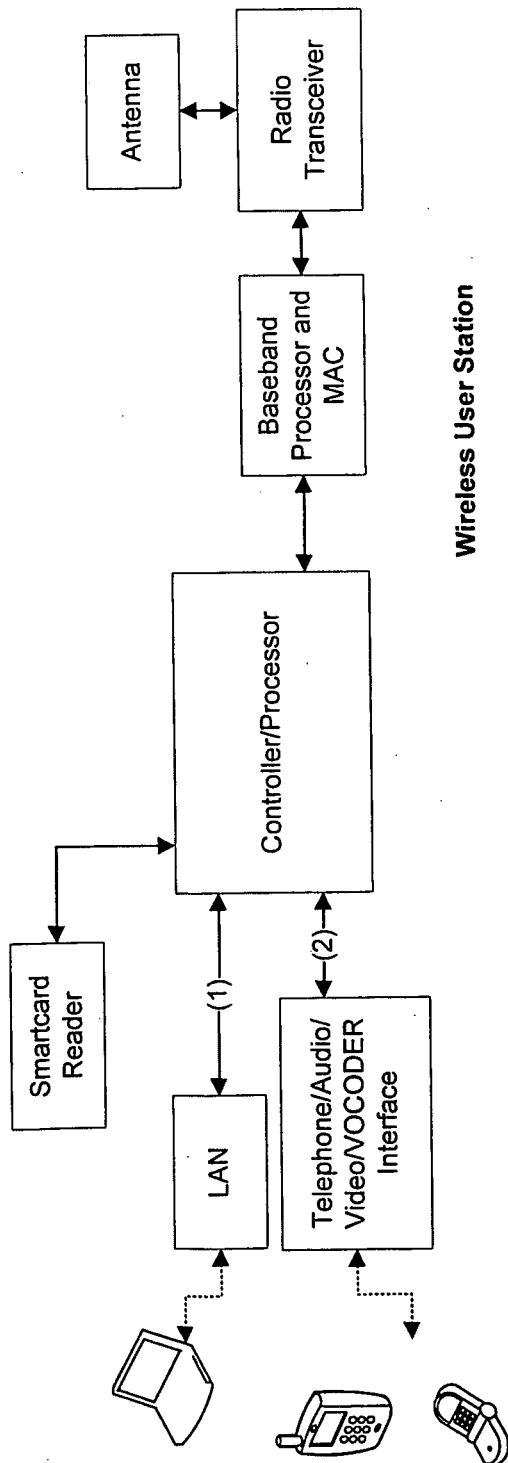 Antenna
Radio
Transceiver
Baseband
Processor and
MAC
Controller/Processor
Smartcard
Reader
(1)
(2)
LAN
Telephone/Audio/
Video/VOCODER
Interface
Wireless User Station